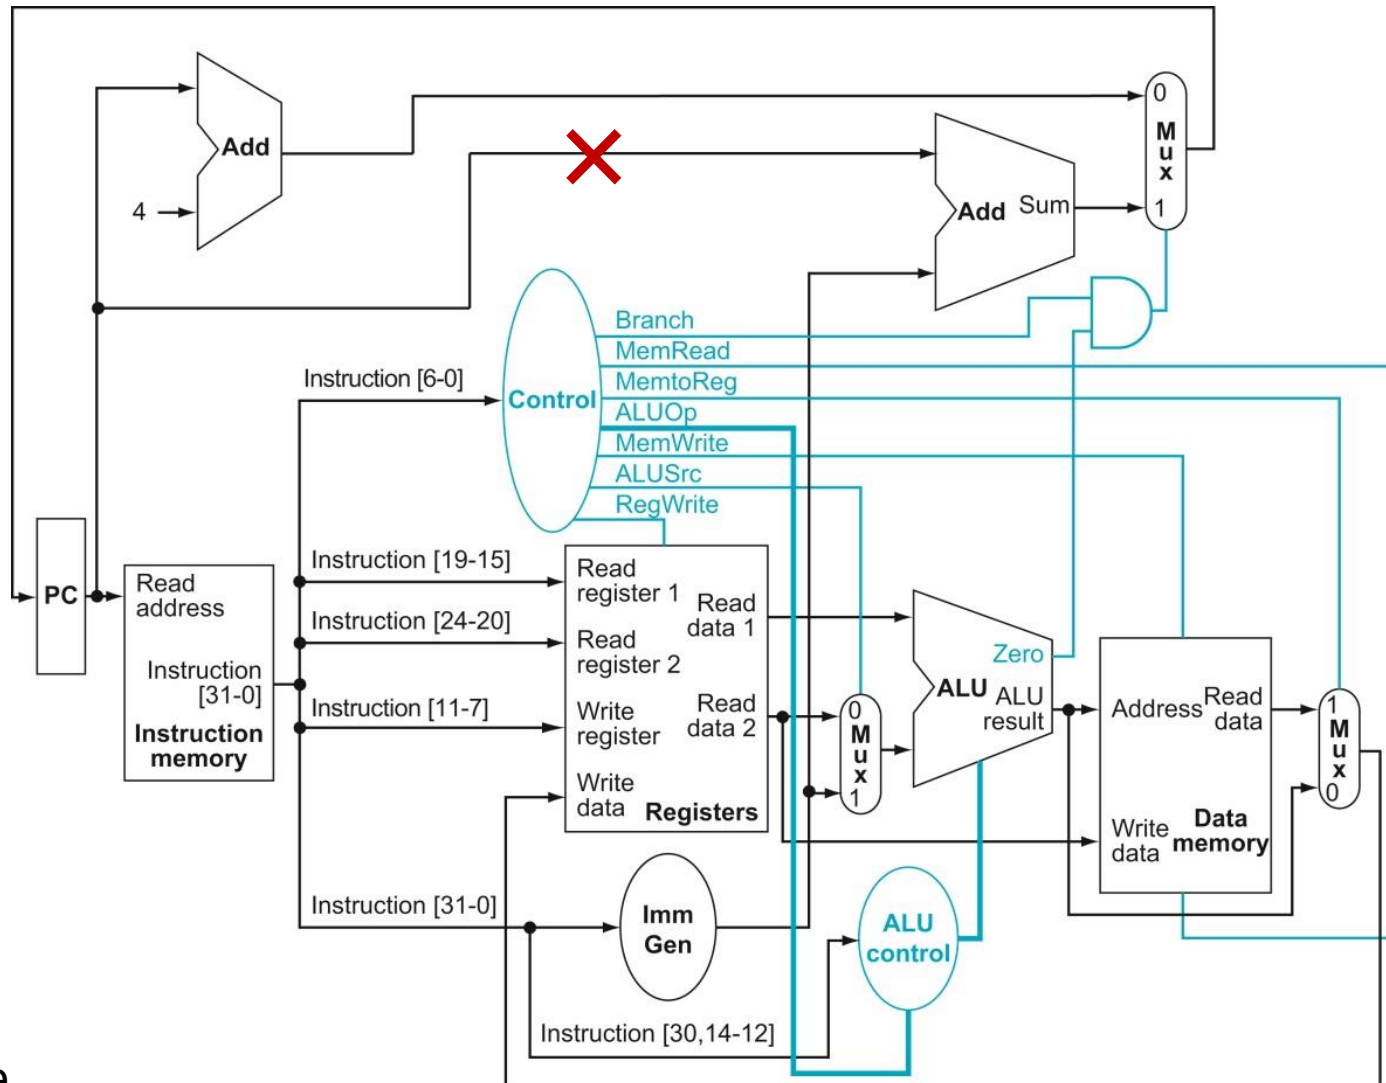 0
M
u
x
1
Add
4
Add Sum
Branch
MemRead
MemtoReg
ALUOp
MemWrite
ALUSrc
RegWrite
Control
Instruction [6-0]
PC
Read
address
Instruction
[31-0]
Instruction
memory
Instruction [19-15]
Instruction [24-20]
Instruction [11-7]
Instruction [31-0]
Read
register 1
Read
register 2
Write
register
Write
data
Read
data 1
Read
data 2
Registers
0
M
u
x
1
Zero
ALU
ALU
result
Address
Read
data
Write
data
Data
memory
1
M
u
x
0
Imm
Gen
ALU
control
Instruction [30,14-12]
e